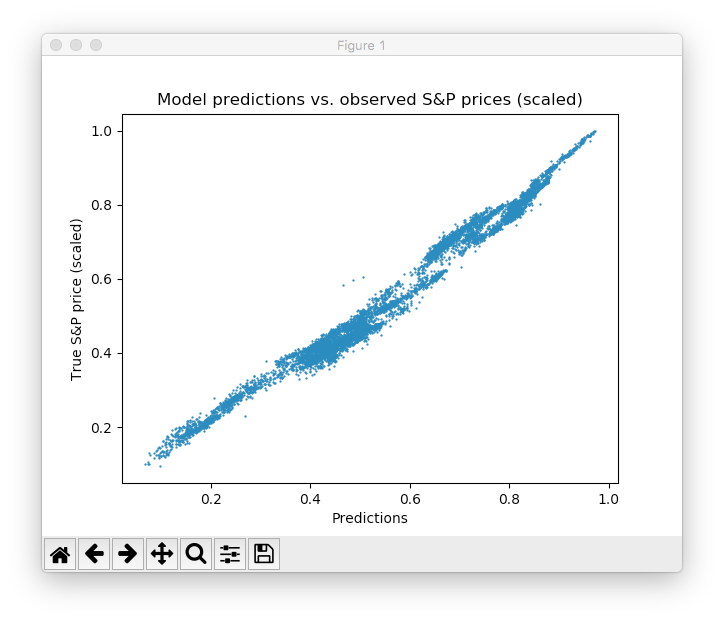 Figure 1
Model predictions vs. observed S&P prices (scaled)
True S&P price (scaled)
1.0
0.8
0.6
0.4
0.2
0.2 0.4 0.6 0.8 1.0
Predictions